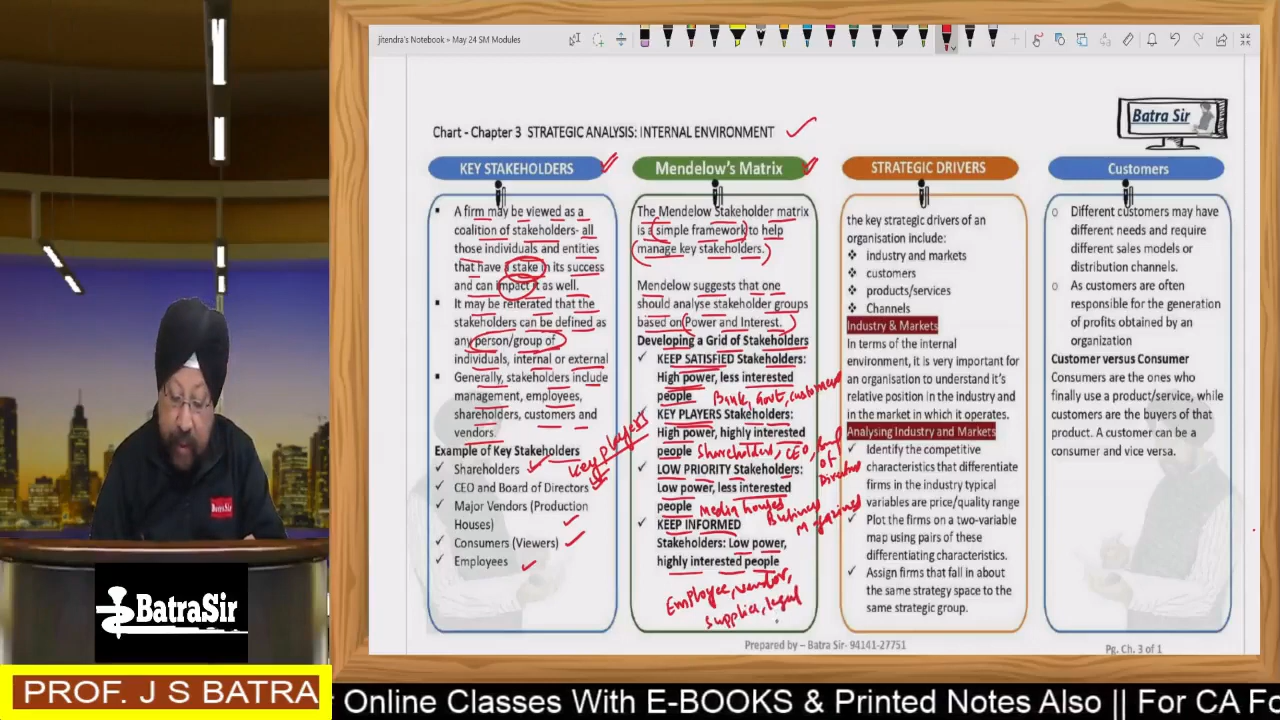 jitendra's Notebook » May 24 SM Modules
Batra Sir
Chart - Chapter 3 STRATEGIC ANALYSIS: INTERNAL ENVIRONMENT
KEY STAKEHOLDERS
A firm may be viewed as a
coalition of stakeholders- all
those individuals and entities
that have a stake in its success
and can impact it as well.
It may be reiterated that the
stakeholders can be defined as
any person/group of
individuals, internal or external
Generally, stakeholders include
management, employees,
shareholders, customers and
vendors.
Example of Key Stakeholders
Shareholders
Key players
CEO and Board of Directors
Major Vendors (Production
Houses)
Consumers (Viewers)
Employees
Mendelow's Matrix
The Mendelow Stakeholder matrix
is a simple framework to help
manage key stakeholders.
Mendelow suggests that one
should analyse stakeholder groups
based on Power and Interest.
Developing a Grid of Stakeholders
KEEP SATISFIED Stakeholders:
High power, less interested
people Bank, Govt, customers
KEY PLAYERS Stakeholders:
High power, highly interested
people Shareholders, CEO,
of
Directors
LOW PRIORITY Stakeholders:
Low power, less interested
people Media houses
Business
Magazines
KEEP INFORMED
Stakeholders: Low power,
highly interested people
Employee, vendor,
supplier, legal
STRATEGIC DRIVERS
the key strategic drivers of an
organisation include:
industry and markets
customers
products/services
Channels
Industry & Markets
In terms of the internal
environment, it is very important for
an organisation to understand it's
relative position in the industry and
in the market in which it operates.
Analysing Industry and Markets
Identify the competitive
characteristics that differentiate
firms in the industry typical
variables are price/quality range
Plot the firms on a two-variable
map using pairs of these
differentiating characteristics.
Assign firms that fall in about
the same strategy space to the
same strategic group.
Customers
Different customers may have
different needs and require
different sales models or
distribution channels.
As customers are often
responsible for the generation
of profits obtained by an
organization
Customer versus Consumer
Consumers are the ones who
finally use a product/service, while
customers are the buyers of that
product. A customer can be a
consumer and vice versa.
Prepared by – Batra Sir- 94141-27751
Pg. Ch. 3 of 1
BatraSir
BatraSir
PROF. J S BATRA
r Online Classes With E-BOOKS & Printed Notes Also || For CA Fo